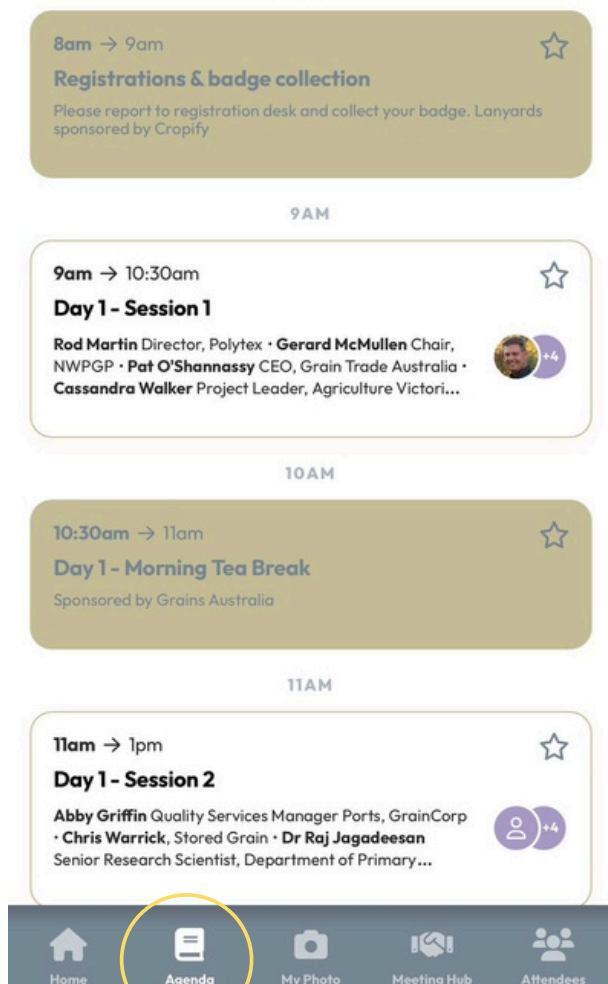 8am → 9am
Registrations & badge collection
Please report to registration desk and collect your badge. Lanyards
sponsored by Cropify
9AM
9am → 10:30am
Day 1 - Session 1
Rod Martin Director, Polytex · Gerard McMullen Chair,
NWPGP · Pat O'Shannassy CEO, Grain Trade Australia ·
Cassandra Walker Project Leader, Agriculture Victori...
+4
10AM
10:30am → 11am
Day 1 - Morning Tea Break
Sponsored by Grains Australia
11AM
11am → 1pm
Day 1 - Session 2
Abby Griffin Quality Services Manager Ports, GrainCorp
· Chris Warrick, Stored Grain · Dr Raj Jagadeesan
Senior Research Scientist, Department of Primary...
+4
Home Agenda My Photo Meeting Hub Attendees